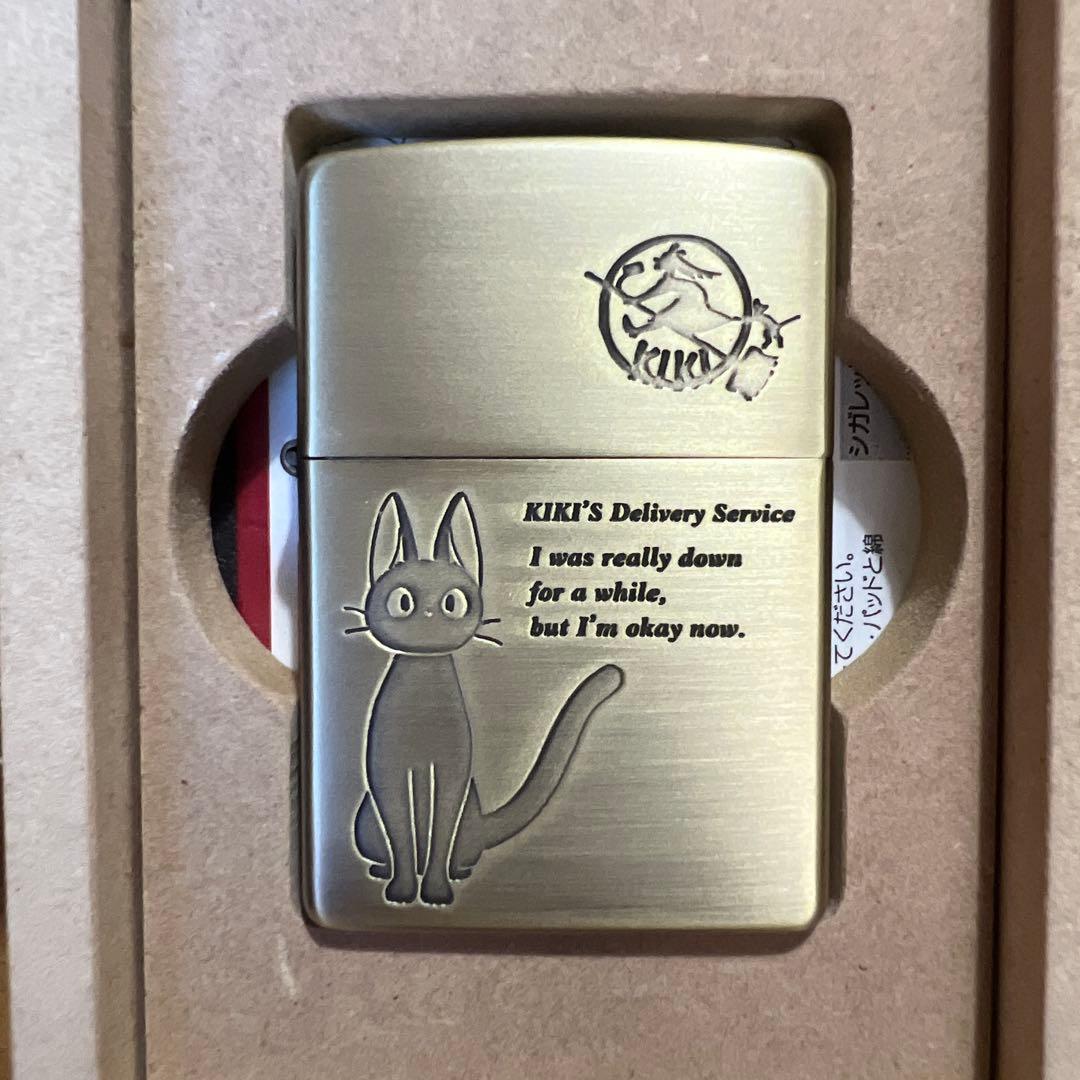 KIKI
KIKI'S Delivery Service
I was really down
for a while,
but I'm okay now.
シガレッ
てください。
・パッドと綿